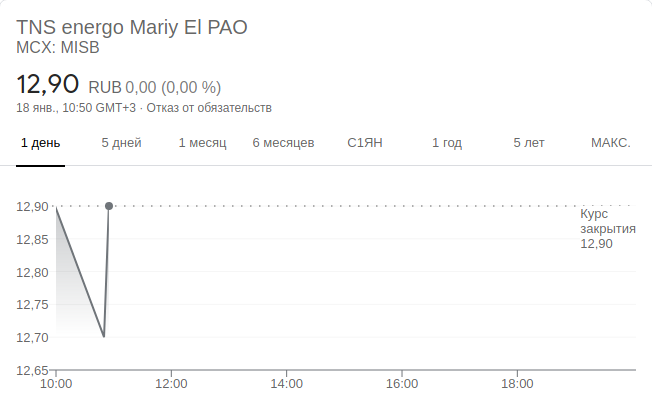 TNS energo Mariy El PAO
MCX: MISB
12,90 RUB 0,00 (0,00 %)
18 янв., 10:50 GMT+3 · Отказ от обязательств
1 день 5 дней 1 месяц 6 месяцев С1ЯН 1 год 5 лет МАКС.
12,90
Курс
закрытия
12,90
12,85
12,80
12,75
12,70
12,65
10:00 12:00 14:00 16:00 18:00